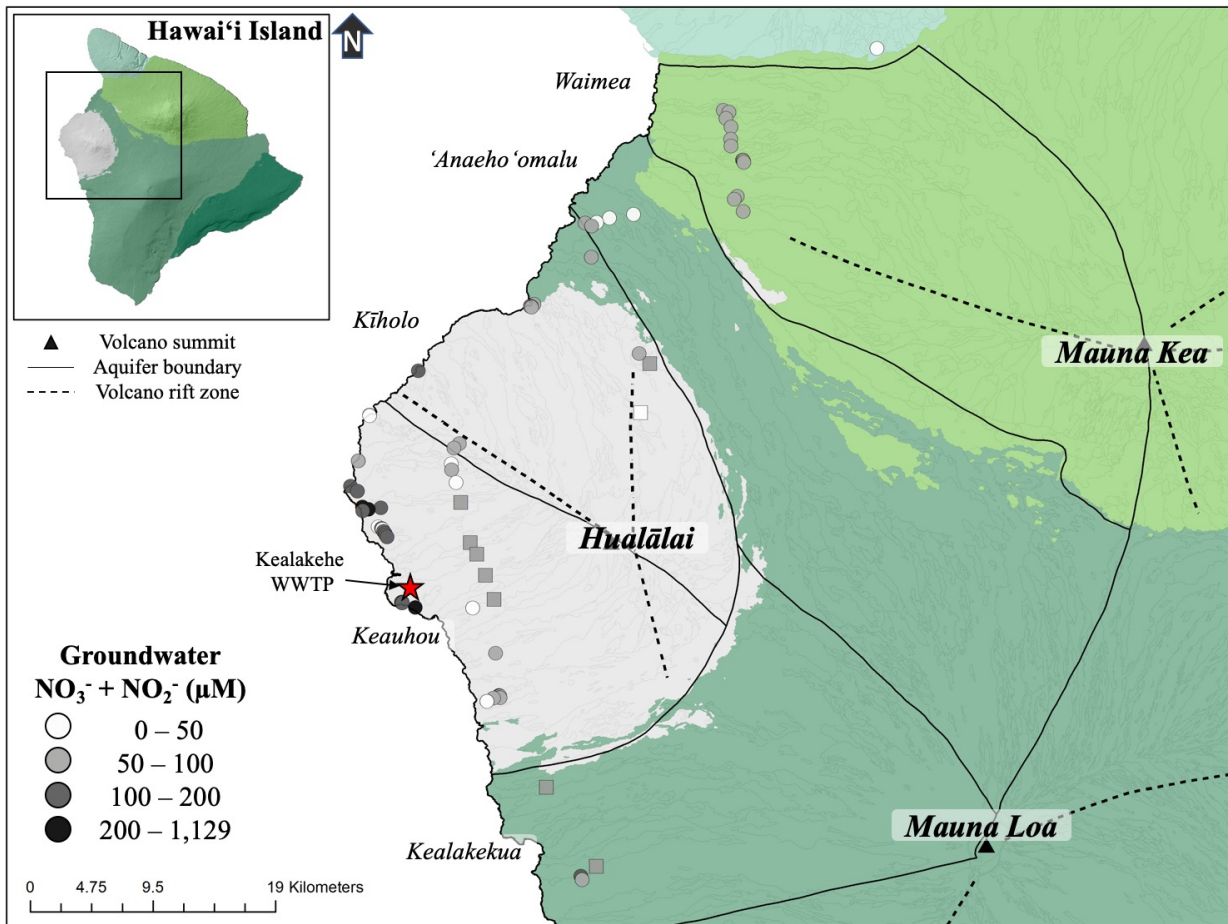 Hawaiʻi Island
N
Waimea
ʻAnaehoʻomalu
Kīholo
▲ Volcano summit
Aquifer boundary
Volcano rift zone
Mauna Kea
Hualālai
Kealakehe
WWTP
Keauhou
Groundwater
NO₃⁻ + NO₂⁻ (µM)
0 – 50
50 – 100
100 – 200
200 – 1,129
Mauna Loa
Kealakekua
0 4.75 9.5 19 Kilometers